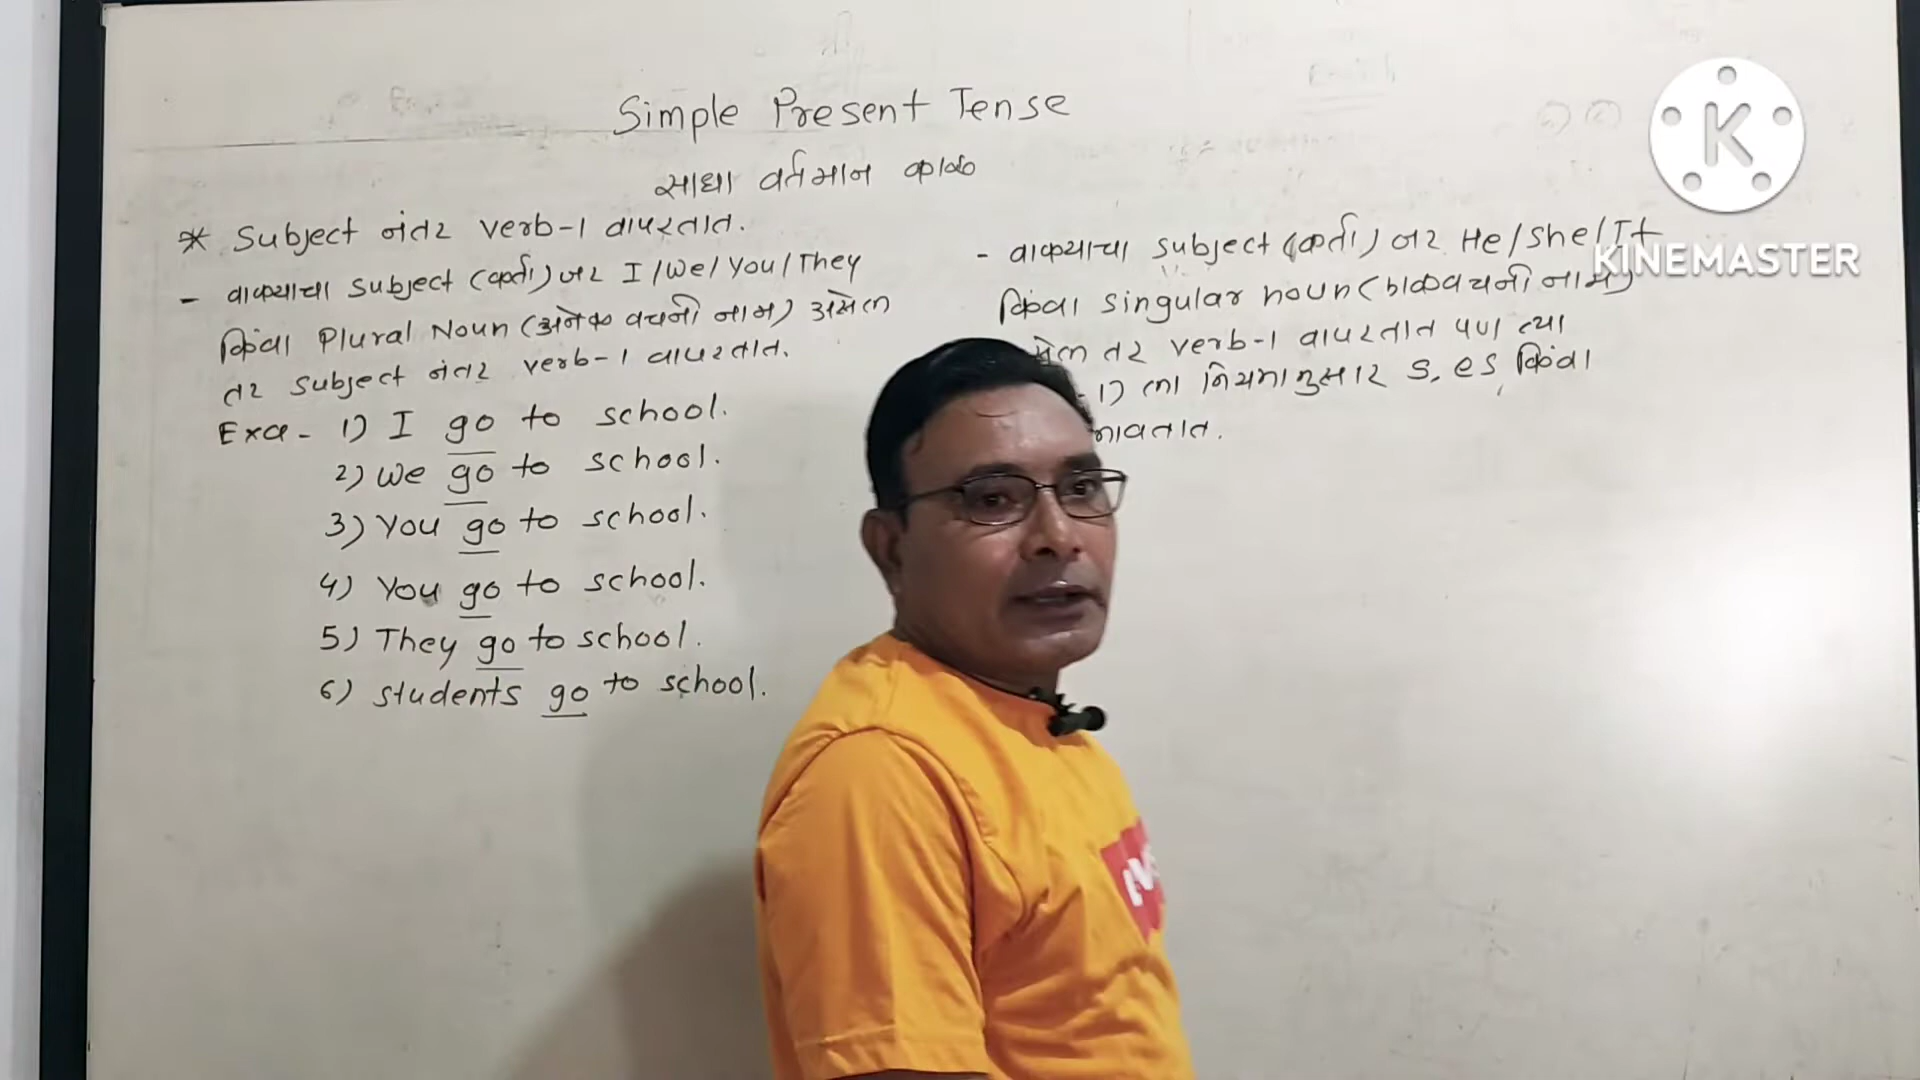 Simple Present Tense
साधा वर्तमान काळ
* Subject नंतर verb-1 वापरतात.
- वाक्याचा subject (कर्ता) जर I/We/You/They
किंवा Plural Noun (अनेक वचनी नाम) असेल
तर subject नंतर verb-1 वापरतात.
Exa - 1) I go to school.
2) We go to school.
3) You go to school.
4) You go to school.
5) They go to school.
6) students go to school.
- वाक्याचा subject (कर्ता) जर He/She/It
किंवा singular noun (एकवचनी नाम)
तर verb-1 वापरतात पण त्या
-1) ला नियमानुसार s, es किंवा
लावतात.
K
KINEMASTER